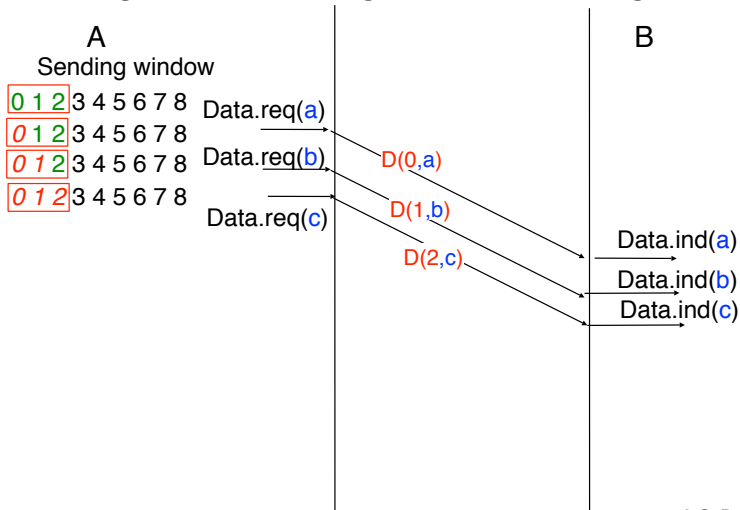 A
B
Sending window
0 1 2 3 4 5 6 7 8
Data.req(a)
0 1 2 3 4 5 6 7 8
Data.req(b)
D(0,a)
0 1 2 3 4 5 6 7 8
0 1 2 3 4 5 6 7 8
Data.req(c)
D(1,b)
Data.ind(a)
D(2,c)
Data.ind(b)
Data.ind(c)